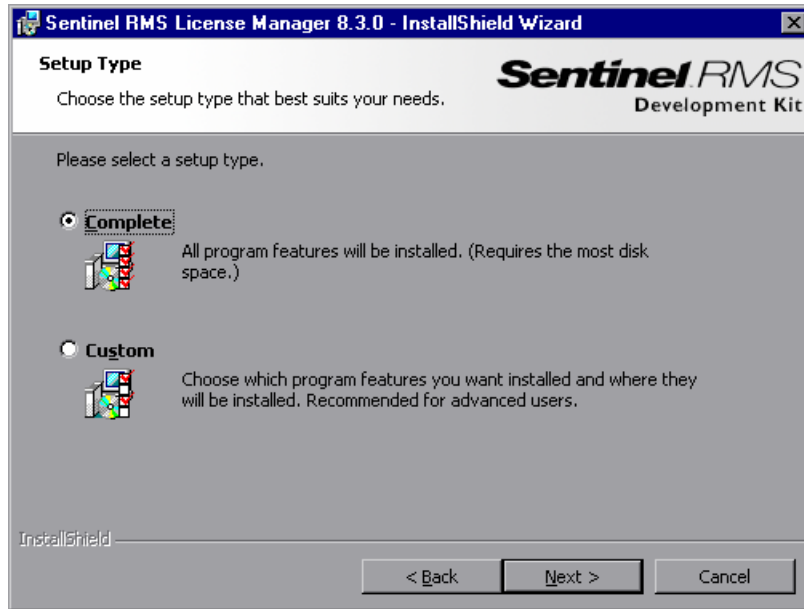 Sentinel RMS License Manager 8.3.0 - InstallShield Wizard
Setup Type
Choose the setup type that best suits your needs.
Sentinel RMS
Development Kit
Please select a setup type.
Complete
All program features will be installed. (Requires the most disk
space.)
Custom
Choose which program features you want installed and where they
will be installed. Recommended for advanced users.
InstallShield
< Back
Next >
Cancel